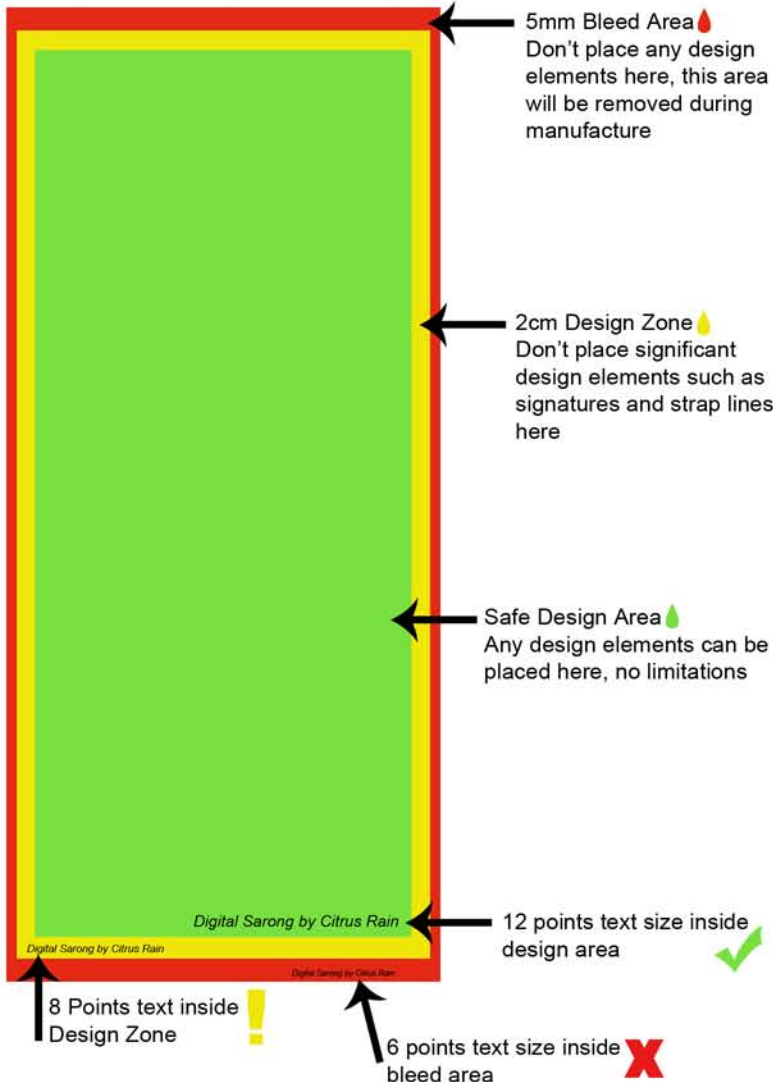 5mm Bleed Area
Don’t place any design
elements here, this area
will be removed during
manufacture
2cm Design Zone
Don’t place significant
design elements such as
signatures and strap lines
here
Safe Design Area
Any design elements can be
placed here, no limitations
Digital Sarong by Citrus Rain
12 points text size inside
design area
Digital Sarong by Citrus Rain
Digital Sarong by Citrus Rain
8 Points text inside
Design Zone
!
6 points text size inside
bleed area
X